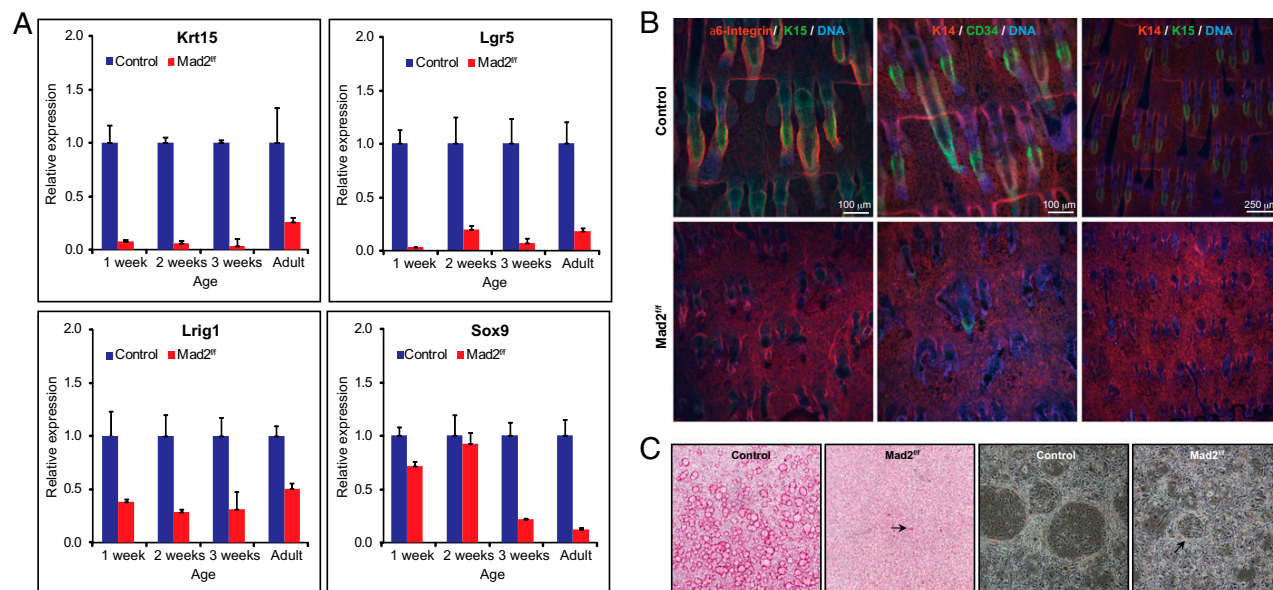 A
Krt15
Control Mad2f/f
Relative expression
2.0
1.5
1.0
0.5
0.0
1 week 2 weeks 3 weeks Adult
Age
Lgr5
Control Mad2f/f
Relative expression
2.0
1.5
1.0
0.5
0.0
1 week 2 weeks 3 weeks Adult
Age
Lrig1
Control Mad2f/f
Relative expression
2.0
1.5
1.0
0.5
0.0
1 week 2 weeks 3 weeks Adult
Age
Sox9
Control Mad2f/f
Relative expression
2.0
1.5
1.0
0.5
0.0
1 week 2 weeks 3 weeks Adult
Age
B
a6-Integrin/ K15 / DNA
K14 / CD34 / DNA
K14 / K15 / DNA
Control
100 μm
100 μm
250 μm
Mad2f/f
C
Control
Mad2f/f
Control
Mad2f/f